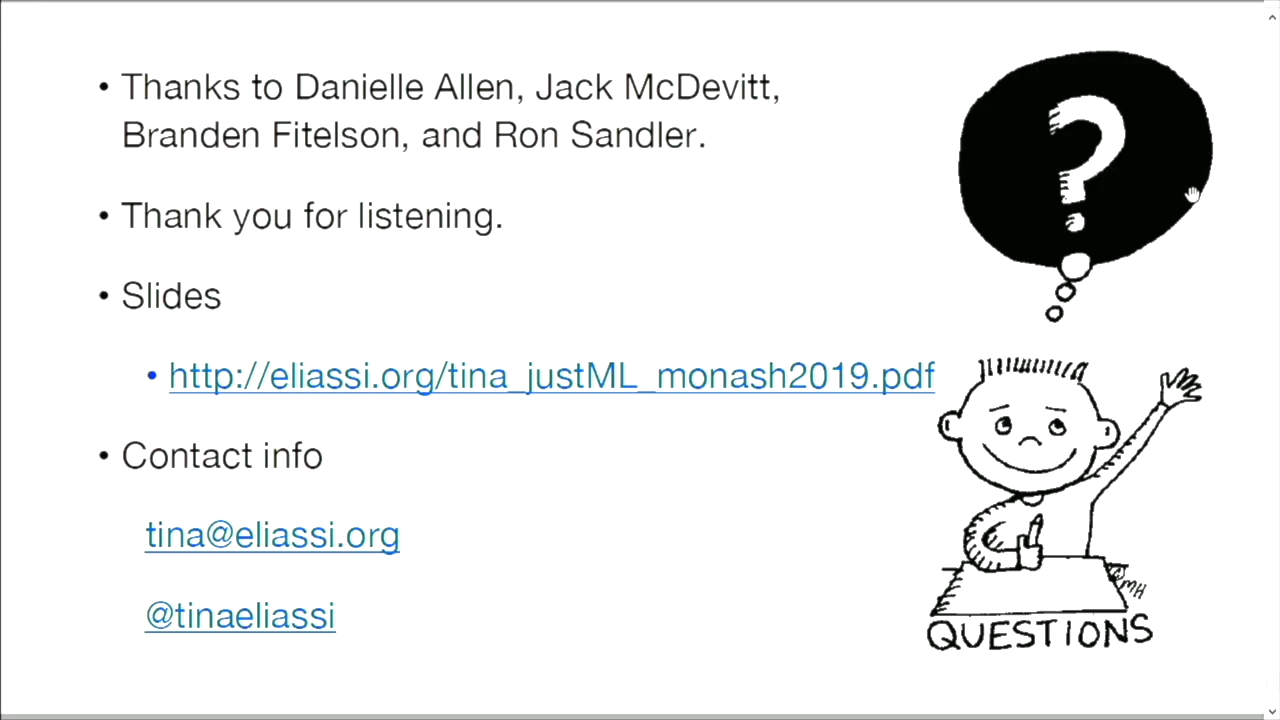 • Thanks to Danielle Allen, Jack McDevitt,
Branden Fitelson, and Ron Sandler.
• Thank you for listening.
• Slides
• http://eliassi.org/tina_justML_monash2019.pdf
• Contact info
tina@eliassi.org
@tinaeliassi
?
©MH
QUESTIONS